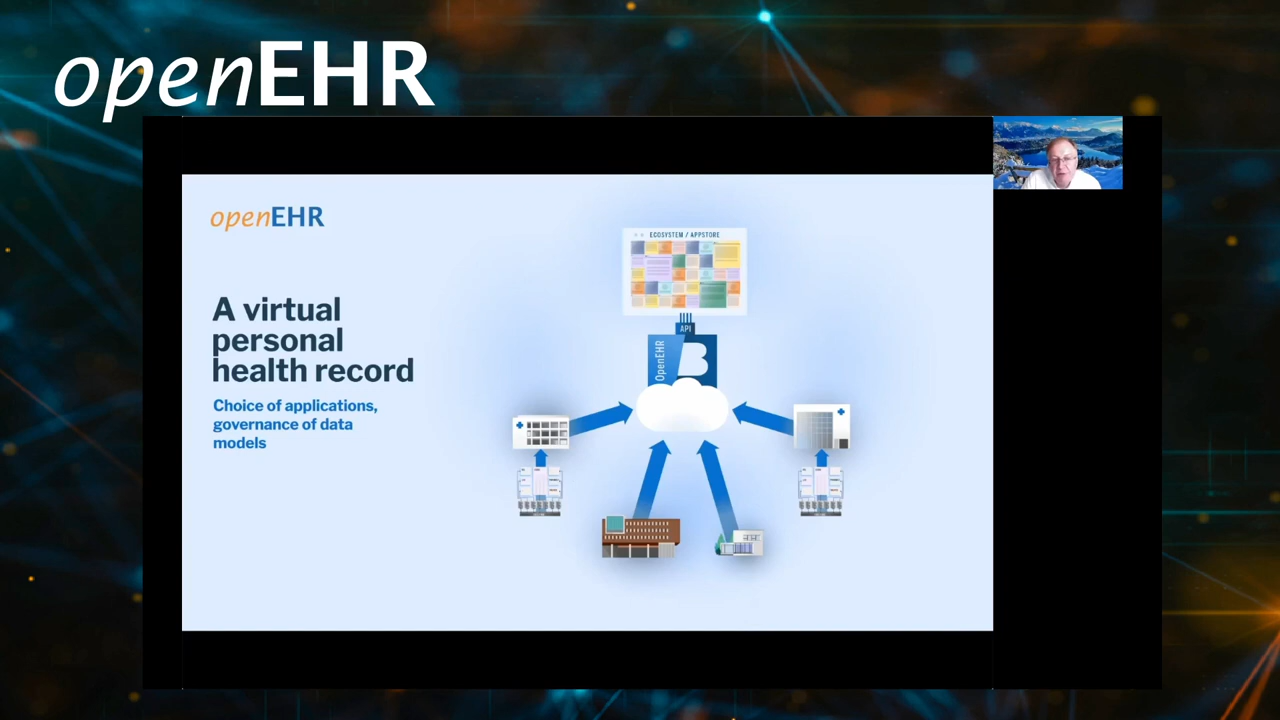 openEHR
openEHR
A virtual
personal
health record
Choice of applications,
governance of data
models
ECOSYSTEM / APPSTORE
API
OpenEHR
B